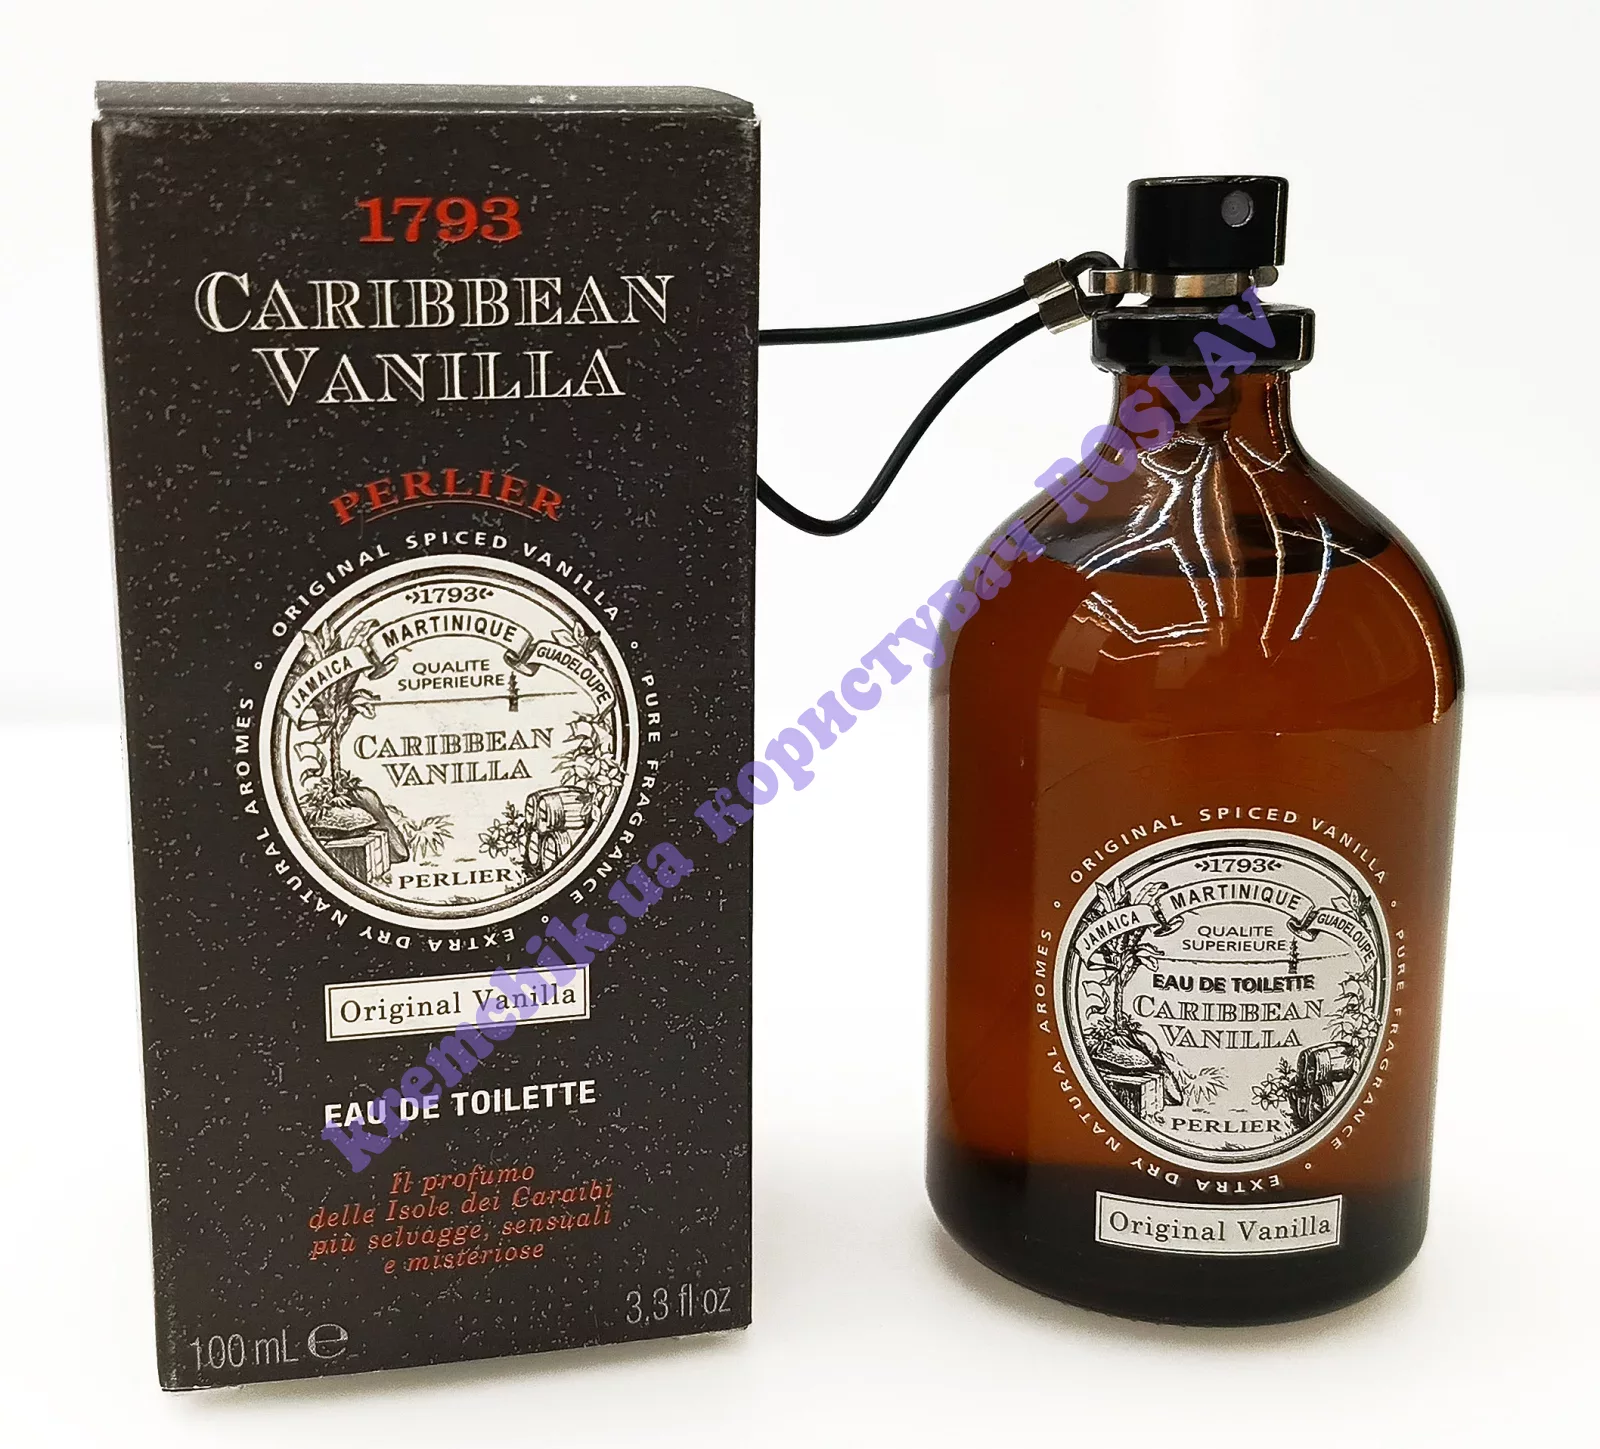 1793
CARIBBEAN
VANILLA
PERLIER
ORIGINAL SPICED VANILLA ° PURE FRAGRANCE ° EXTRA DRY NATURAL AROMES °
»1793«
JAMAICA MARTINIQUE GUADELOUPE
QUALITE
SUPERIEURE
CARIBBEAN
VANILLA
PERLIER
Original Vanilla
EAU DE TOILETTE
Il profumo
delle Isole dei Caraibi
più selvagge, sensuali
e misteriose
100 mL e
3,3 fl oz
ORIGINAL SPICED VANILLA ° PURE FRAGRANCE ° EXTRA DRY NATURAL AROMES °
»1793«
JAMAICA MARTINIQUE GUADELOUPE
QUALITE
SUPERIEURE
EAU DE TOILETTE
CARIBBEAN
VANILLA
PERLIER
Original Vanilla
kremchik.ua користувач ROSLAV